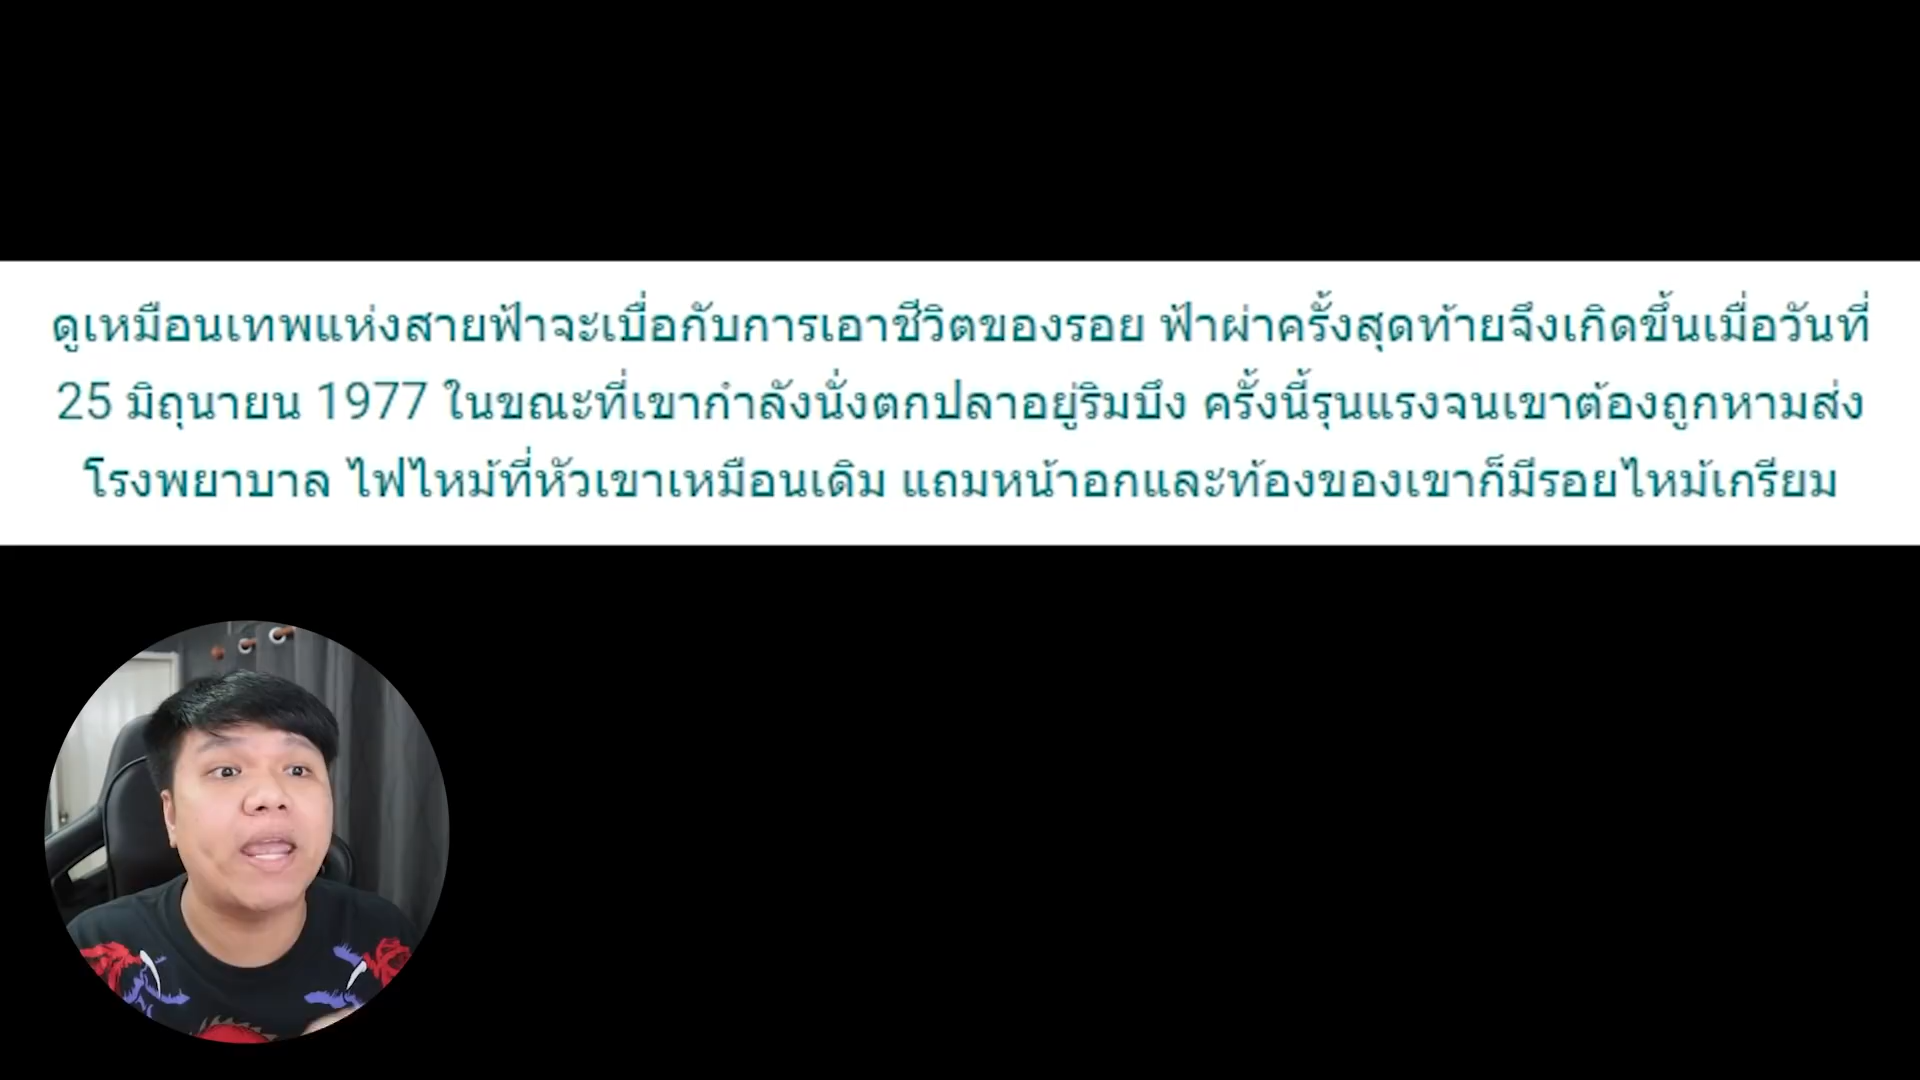 ดูเหมือนเทพแห่งสายฟ้าจะเบื่อกับการเอาชีวิตของรอย ฟ้าผ่าครั้งสุดท้ายจึงเกิดขึ้นเมื่อวันที่
25 มิถุนายน 1977 ในขณะที่เขากำลังนั่งตกปลาอยู่ริมบึง ครั้งนี้รุนแรงจนเขาต้องถูกหามส่ง
โรงพยาบาล ไฟไหม้ที่หัวเขาเหมือนเดิม แถมหน้าอกและท้องของเขาก็มีรอยไหม้เกรียม